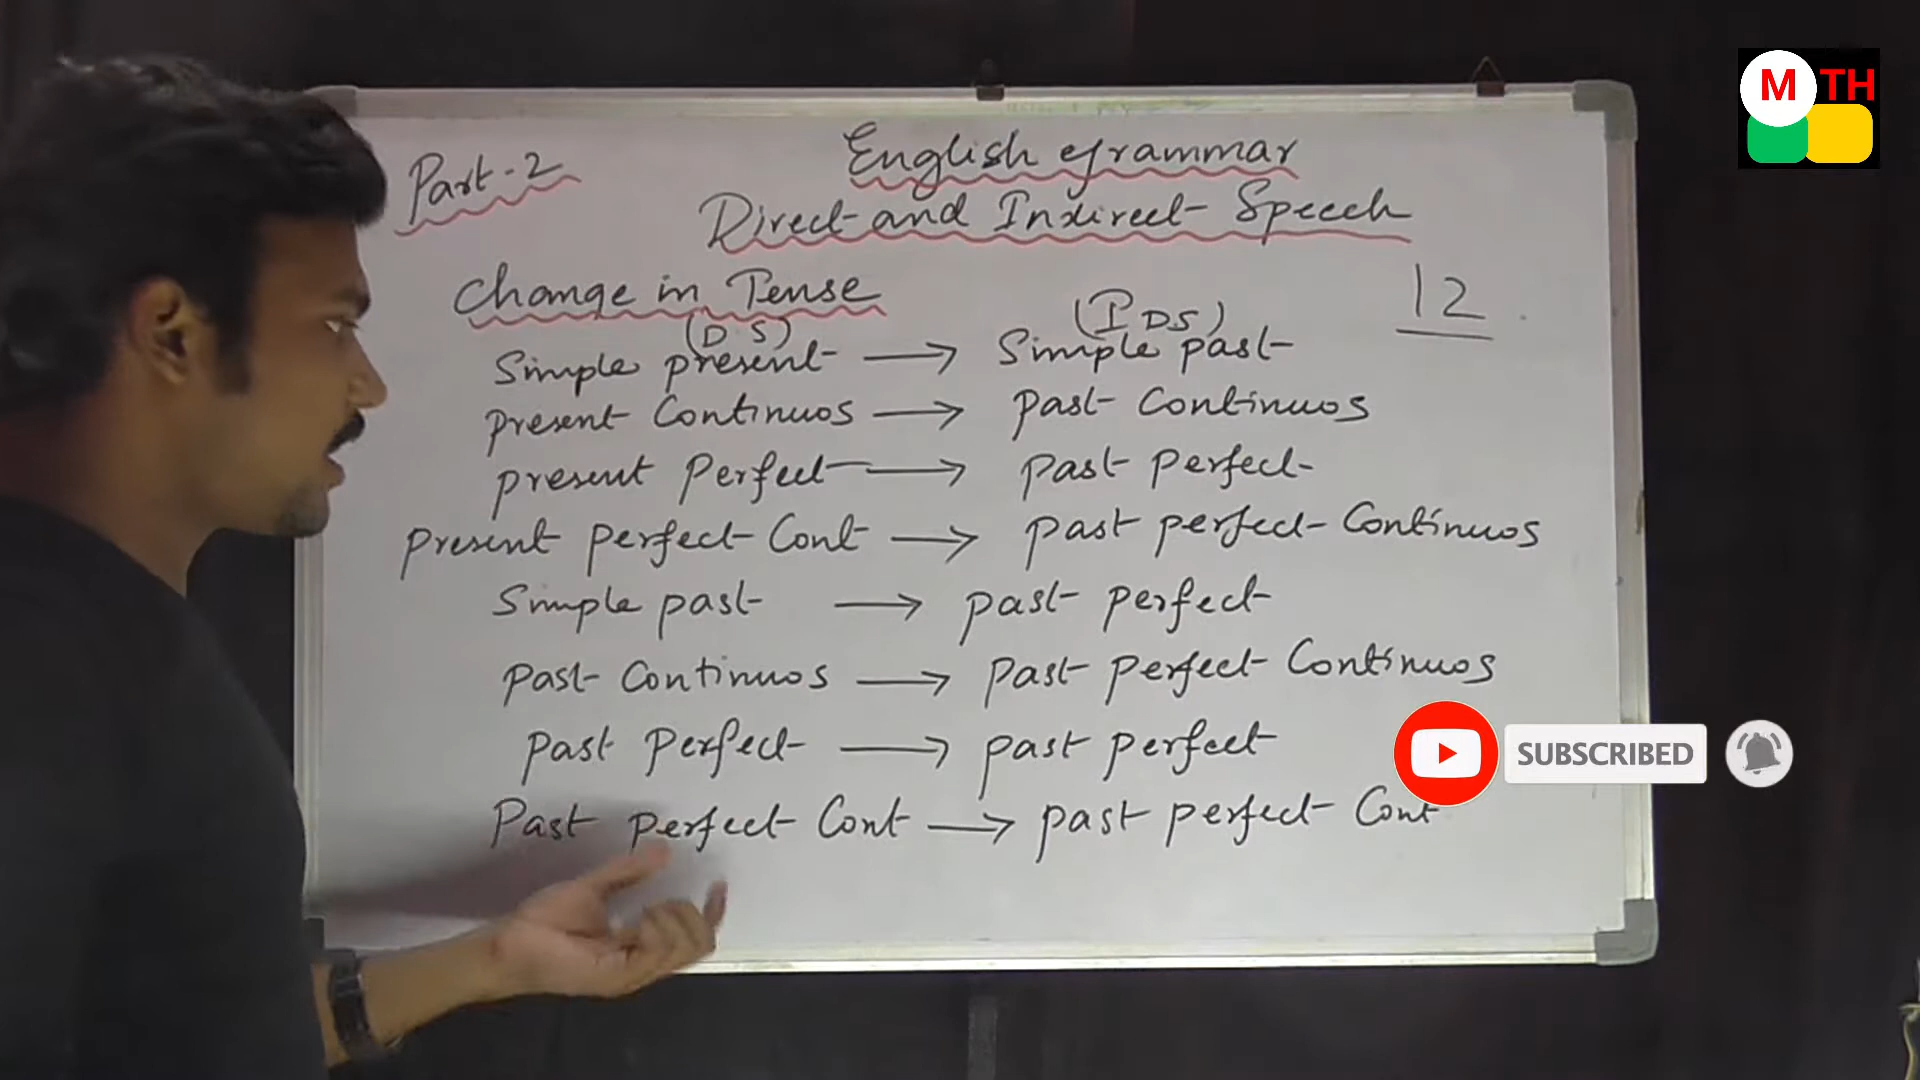 M TH
Part-2
English Grammar
Direct and Indirect Speech
Change in Tense
12
(DS)
(IDS)
Simple present → Simple past
Present Continuos → Past Continuos
present Perfect → past perfect
present perfect Cont → past perfect Continuos
Simple past → past perfect
past Continuos → past perfect Continuos
past perfect → past perfect
SUBSCRIBED
Past perfect Cont → past perfect Cont